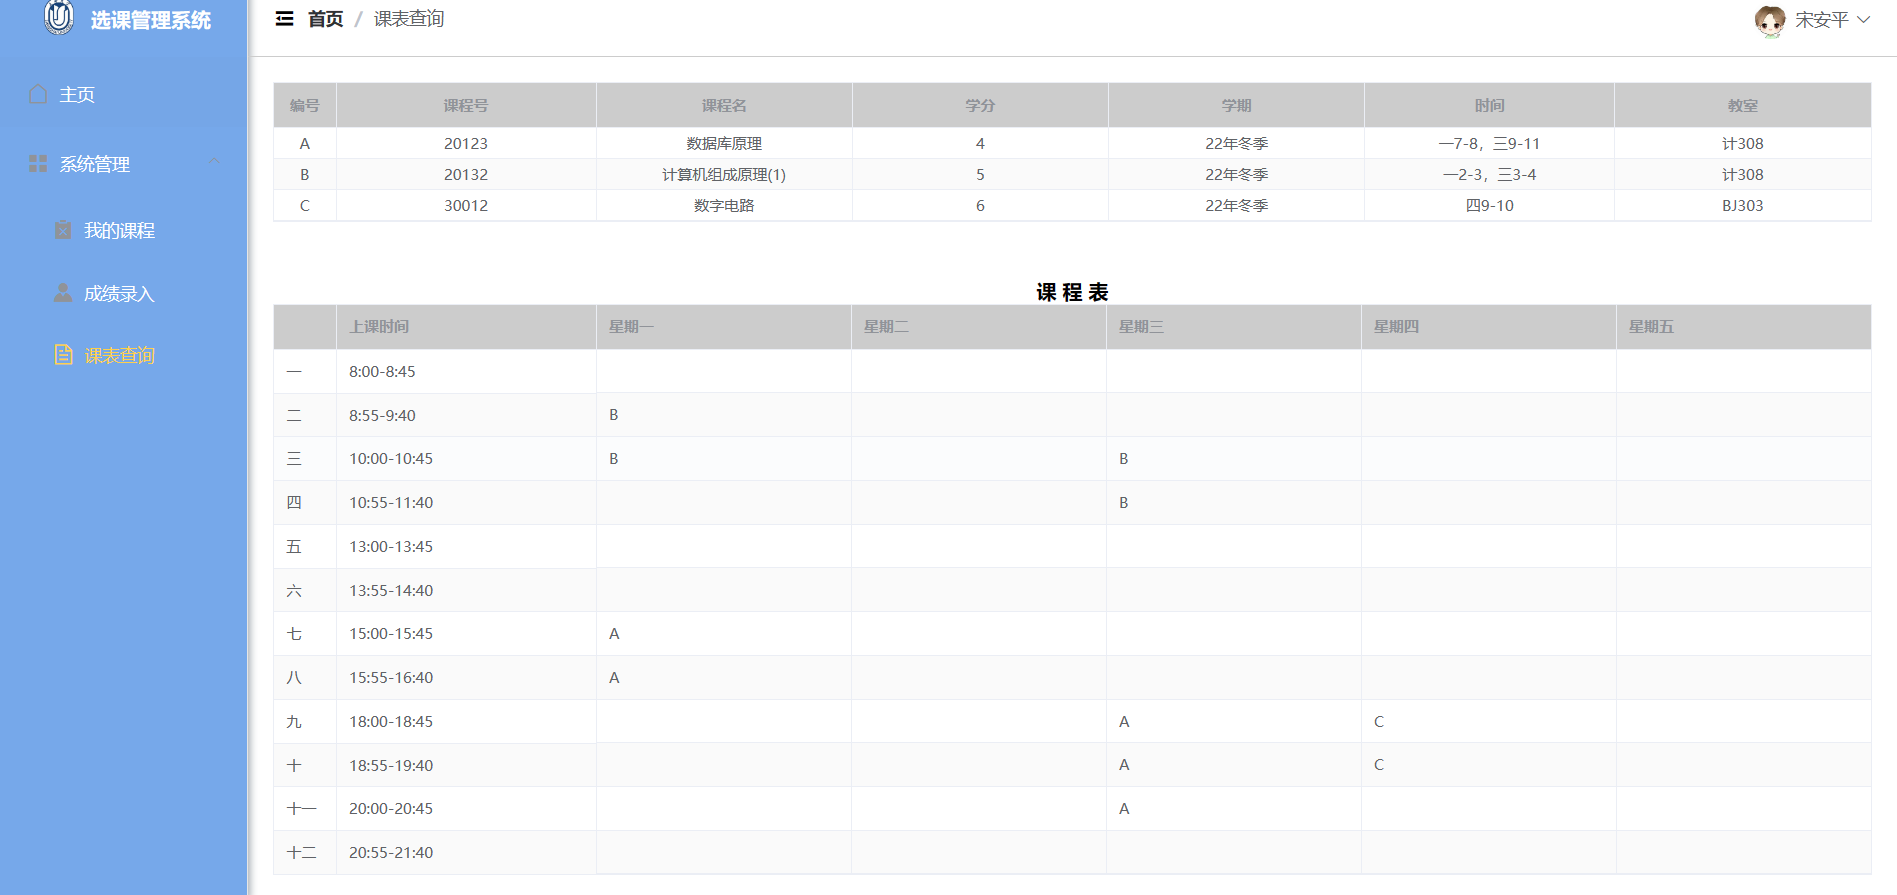 选课管理系统
首页 / 课表查询
宋安平
主页
系统管理
我的课程
成绩录入
课表查询
编号 课程号 课程名 学分 学期 时间 教室
A 20123 数据库原理 4 22年冬季 一7-8，三9-11 计308
B 20132 计算机组成原理(1) 5 22年冬季 一2-3，三3-4 计308
C 30012 数字电路 6 22年冬季 四9-10 BJ303
课 程 表
上课时间 星期一 星期二 星期三 星期四 星期五
一 8:00-8:45
二 8:55-9:40 B
三 10:00-10:45 B B
四 10:55-11:40 B
五 13:00-13:45
六 13:55-14:40
七 15:00-15:45 A
八 15:55-16:40 A
九 18:00-18:45 A C
十 18:55-19:40 A C
十一 20:00-20:45 A
十二 20:55-21:40